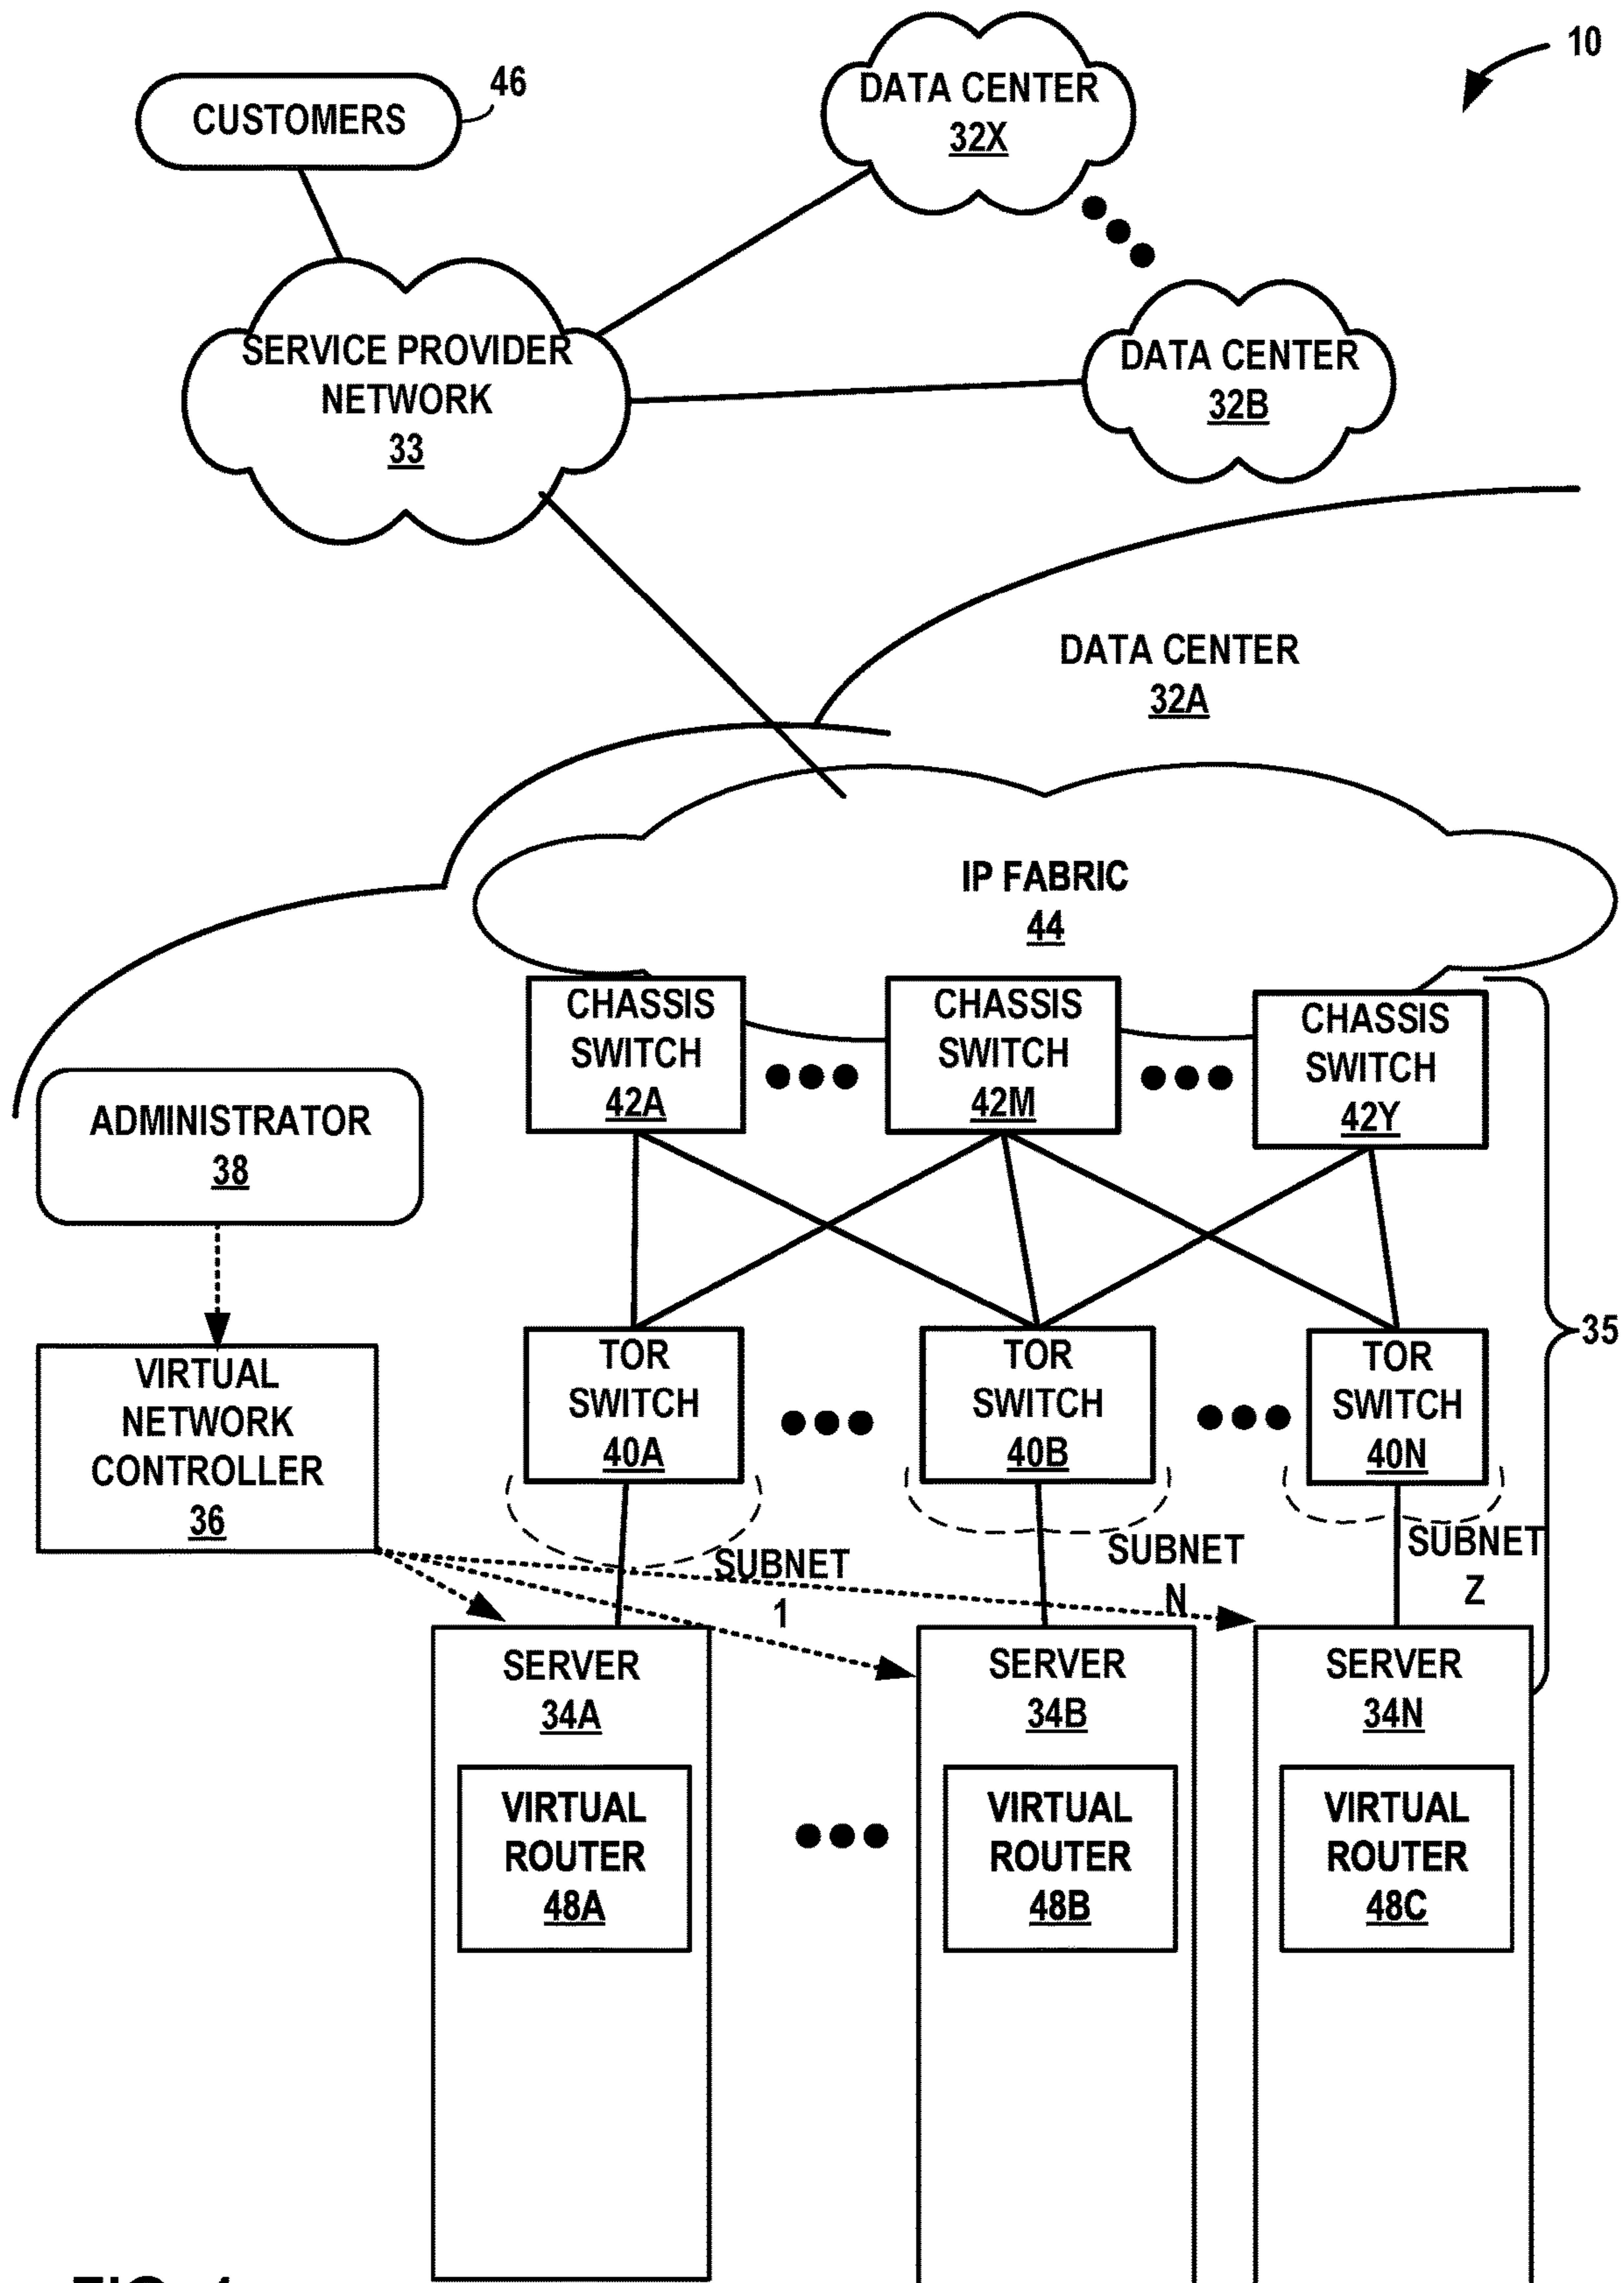 10
CUSTOMERS
46
DATA CENTER
32X
SERVICE PROVIDER
NETWORK
33
DATA CENTER
32B
DATA CENTER
32A
IP FABRIC
44
CHASSIS
SWITCH
42A
CHASSIS
SWITCH
42M
CHASSIS
SWITCH
42Y
ADMINISTRATOR
38
35
VIRTUAL
NETWORK
CONTROLLER
36
TOR
SWITCH
40A
TOR
SWITCH
40B
TOR
SWITCH
40N
SUBNET
1
SUBNET
N
SUBNET
Z
SERVER
34A
VIRTUAL
ROUTER
48A
SERVER
34B
VIRTUAL
ROUTER
48B
SERVER
34N
VIRTUAL
ROUTER
48C